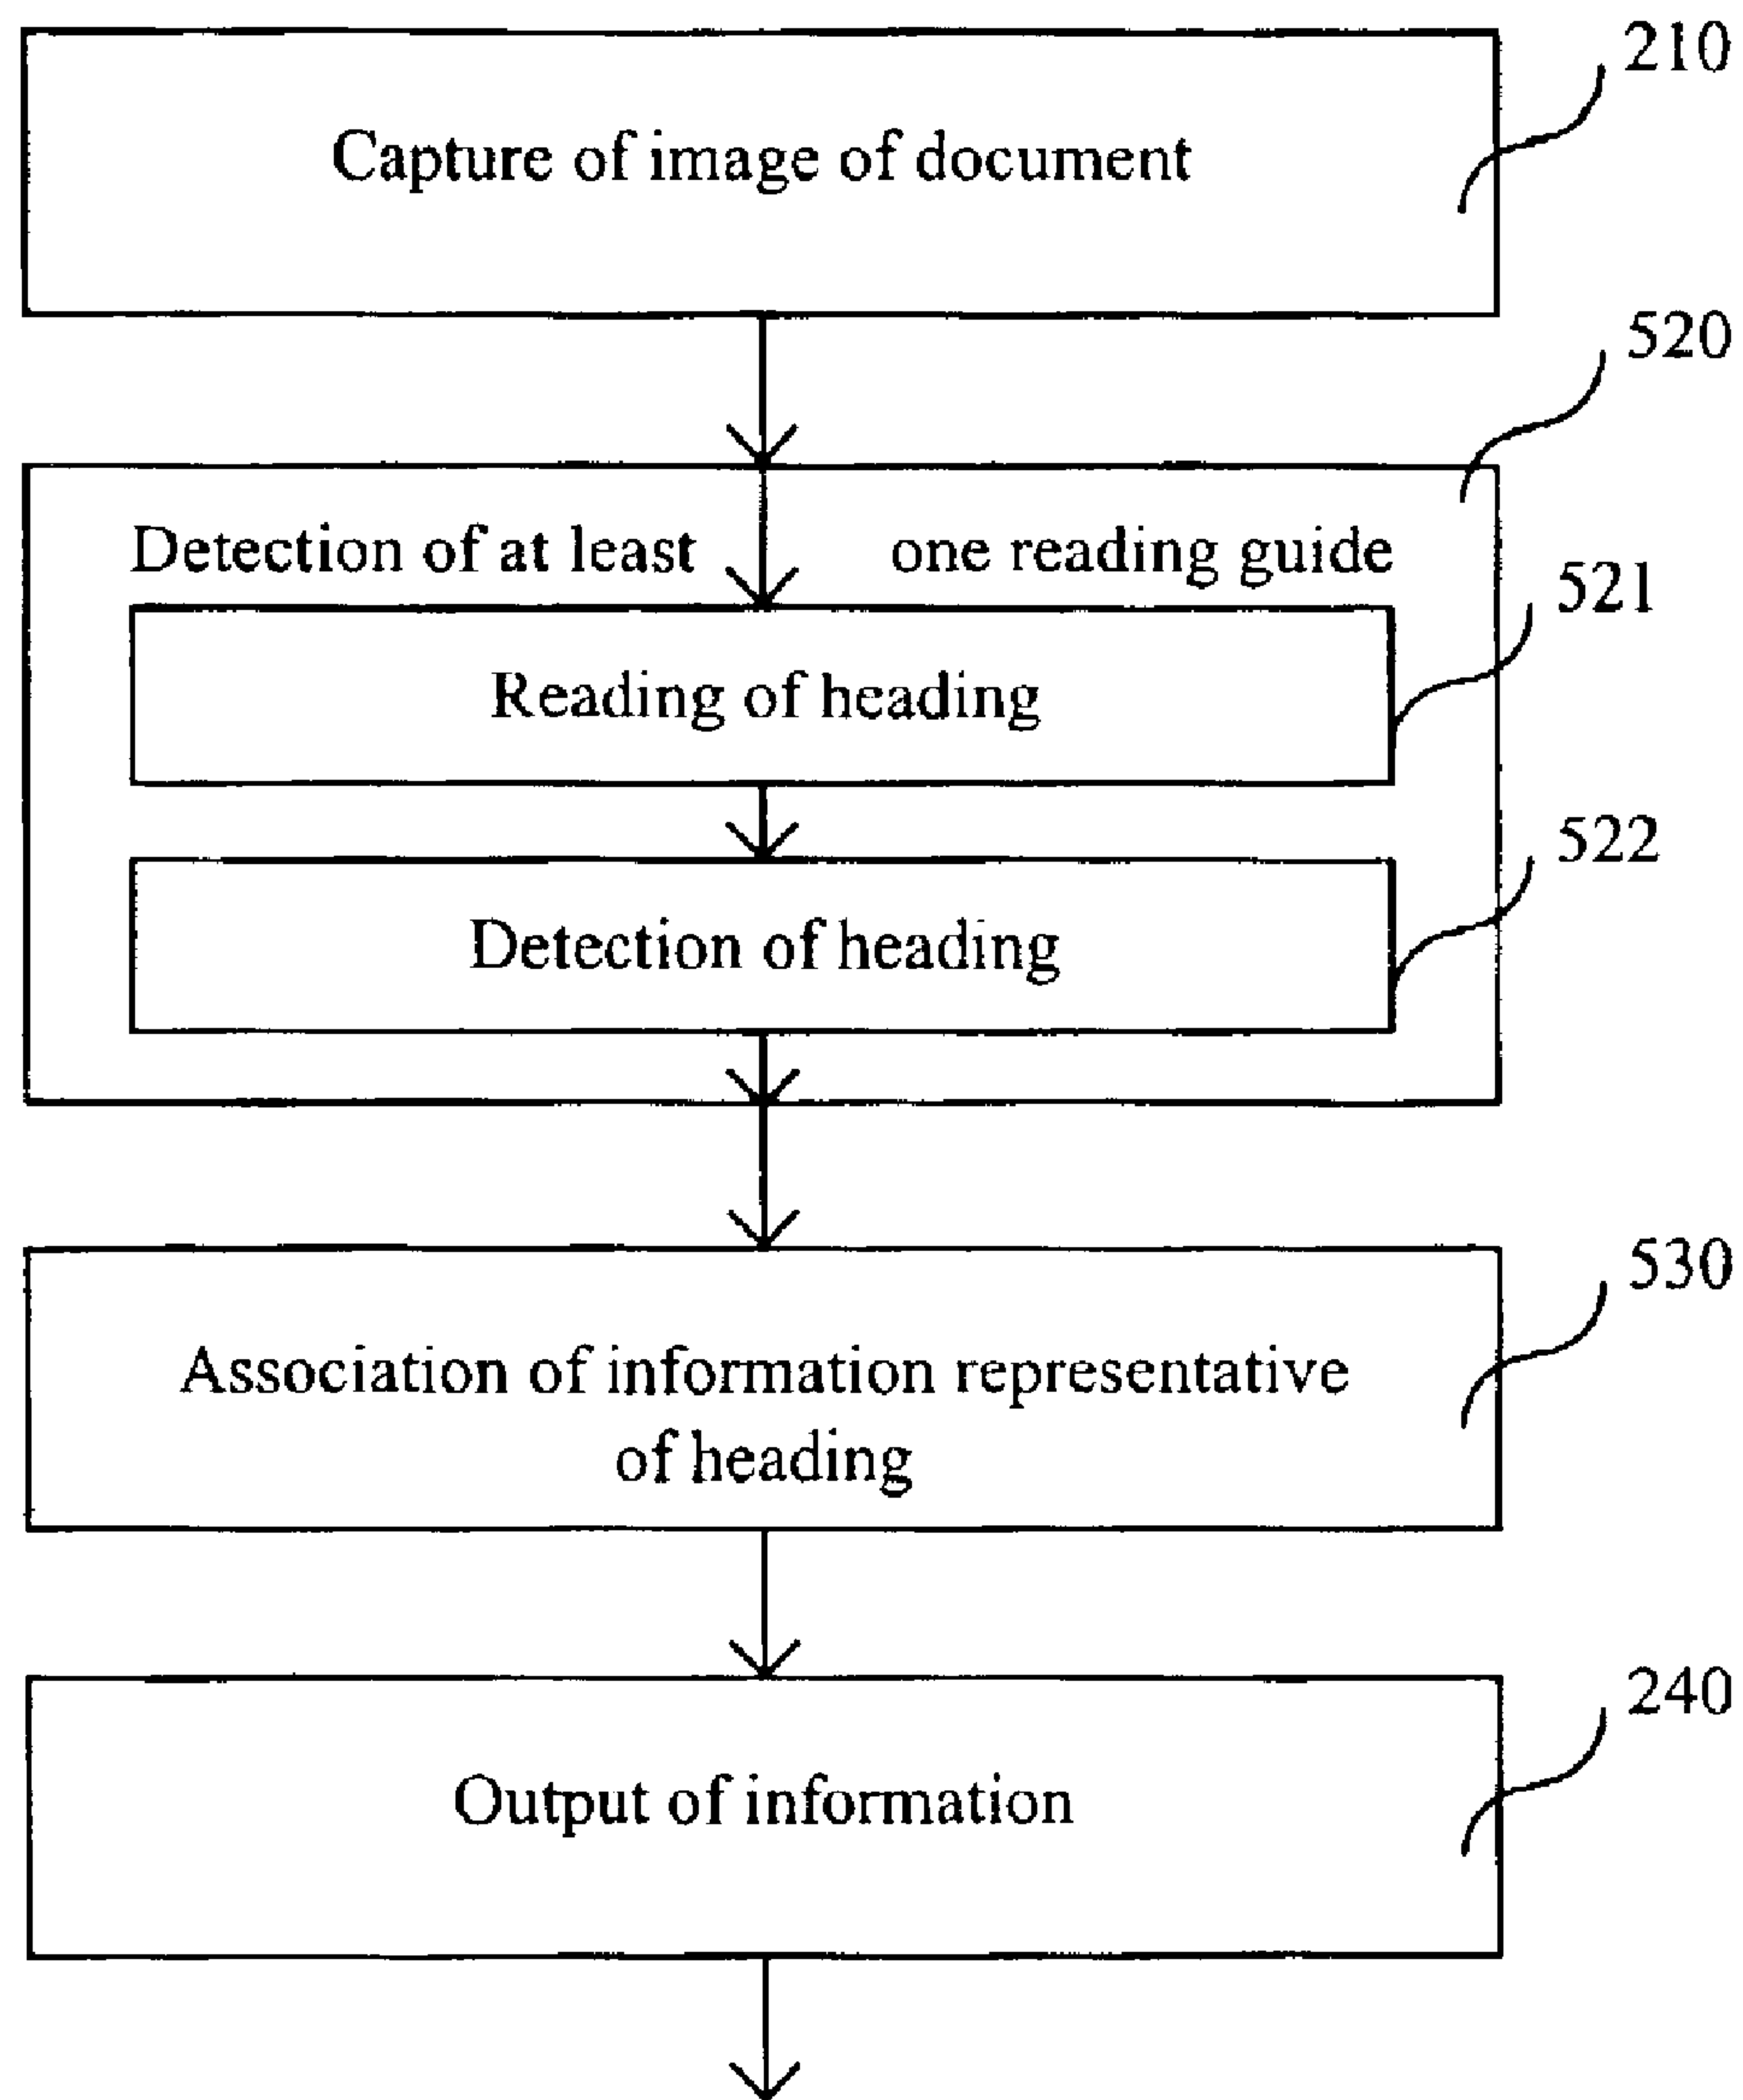 210
Capture of image of document
520
Detection of at least one reading guide
521
Reading of heading
522
Detection of heading
530
Association of information representative
of heading
240
Output of information